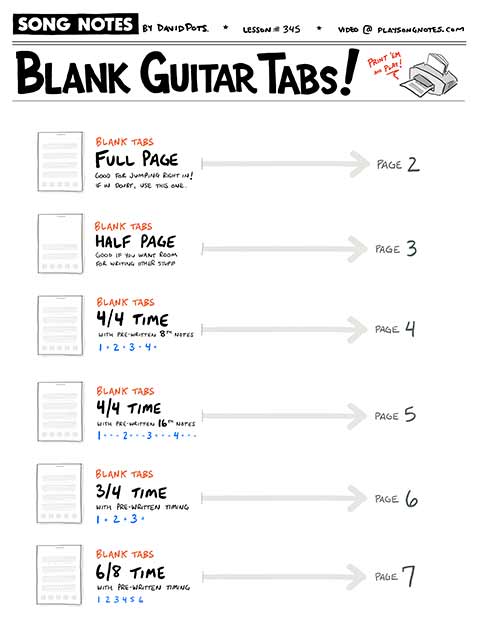 SONG NOTES BY DAVID POTS. * LESSON # 345 * VIDEO @ PLAYSONGNOTES.COM
BLANK GUITAR TABS!
PRINT 'EM AND PLAY!
BLANK TABS
FULL PAGE
GOOD FOR JUMPING RIGHT IN!
IF IN DOUBT, USE THIS ONE.
PAGE 2
BLANK TABS
HALF PAGE
GOOD IF YOU WANT ROOM
FOR WRITING OTHER STUFF
PAGE 3
BLANK TABS
4/4 TIME
WITH PRE-WRITTEN 8TH NOTES
1 • 2 • 3 • 4 •
PAGE 4
BLANK TABS
4/4 TIME
WITH PRE-WRITTEN 16TH NOTES
1 • • • 2 • • • 3 • • • 4 • • •
PAGE 5
BLANK TABS
3/4 TIME
WITH PRE-WRITTEN TIMING
1 • 2 • 3 •
PAGE 6
BLANK TABS
6/8 TIME
WITH PRE-WRITTEN TIMING
1 2 3 4 5 6
PAGE 7